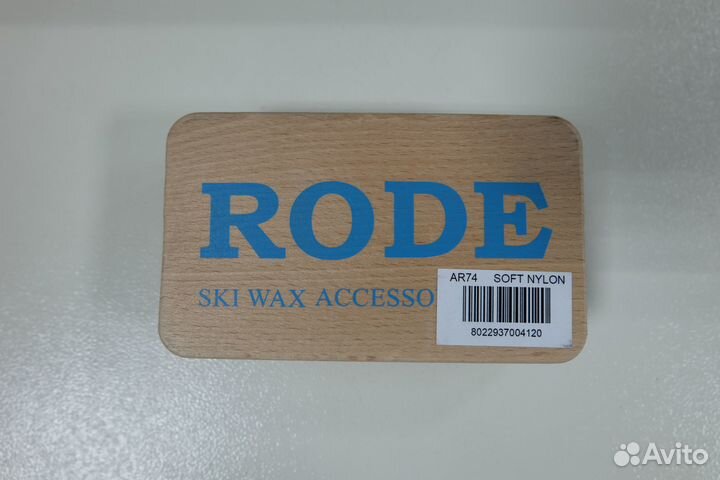 RODE
SKI WAX ACCESSO
AR74 SOFT NYLON
8022937004120
Avito